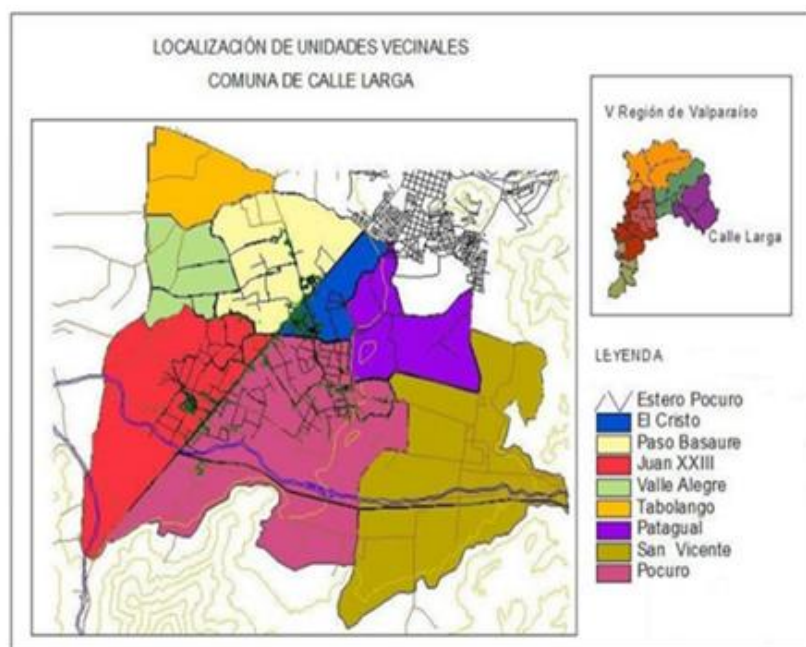 LOCALIZACIÓN DE UNIDADES VECINALES
COMUNA DE CALLE LARGA
V Región de Valparaíso
Calle Larga
LEYENDA
Estero Pocuro
El Cristo
Paso Basaure
Juan XXIII
Valle Alegre
Tabolango
Patagual
San Vicente
Pocuro